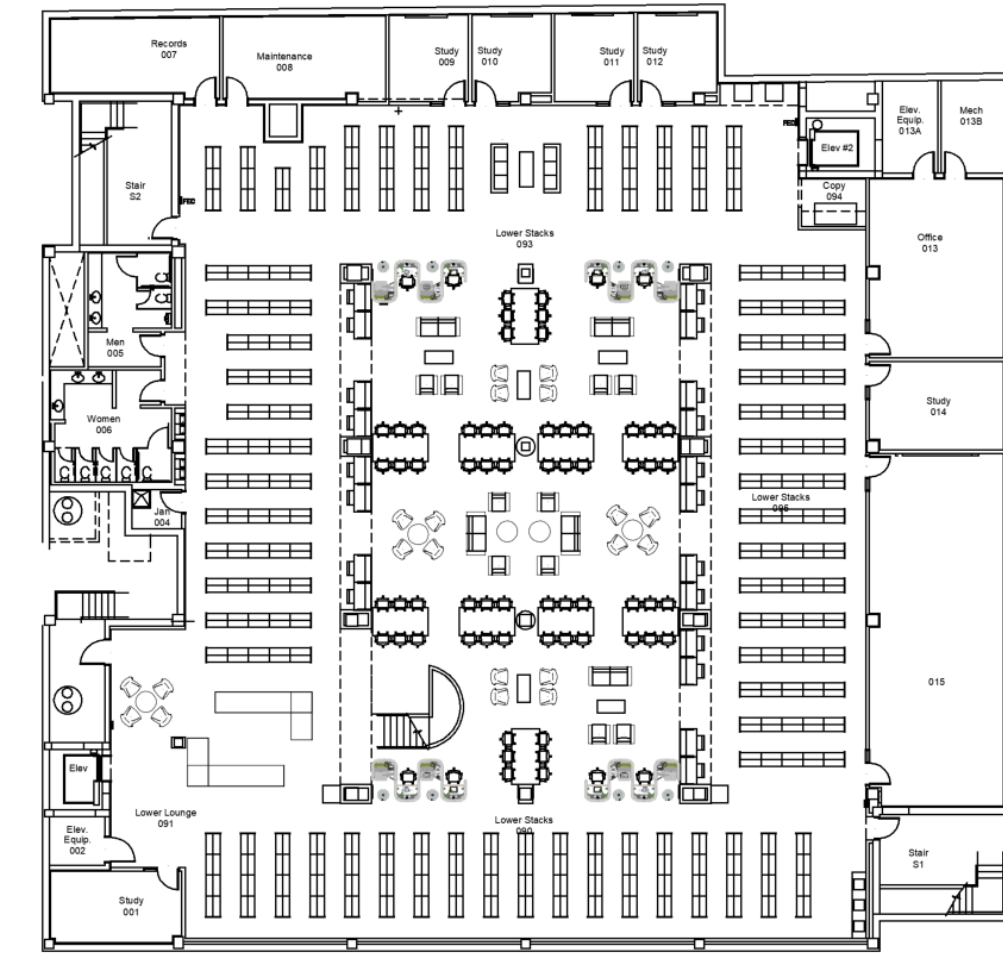 Records
007
Maintenance
008
Study
009
Study
010
Study
011
Study
012
Elev.
Equip.
013A
Mech
013B
FEC
Elev #2
Stair
S2
FEC
Copy
094
Lower Stacks
093
Office
013
Men
005
Women
006
Study
014
Jan
004
Lower Stacks
095
015
Elev
Lower Lounge
091
Lower Stacks
090
Elev.
Equip.
002
Stair
S1
Study
001